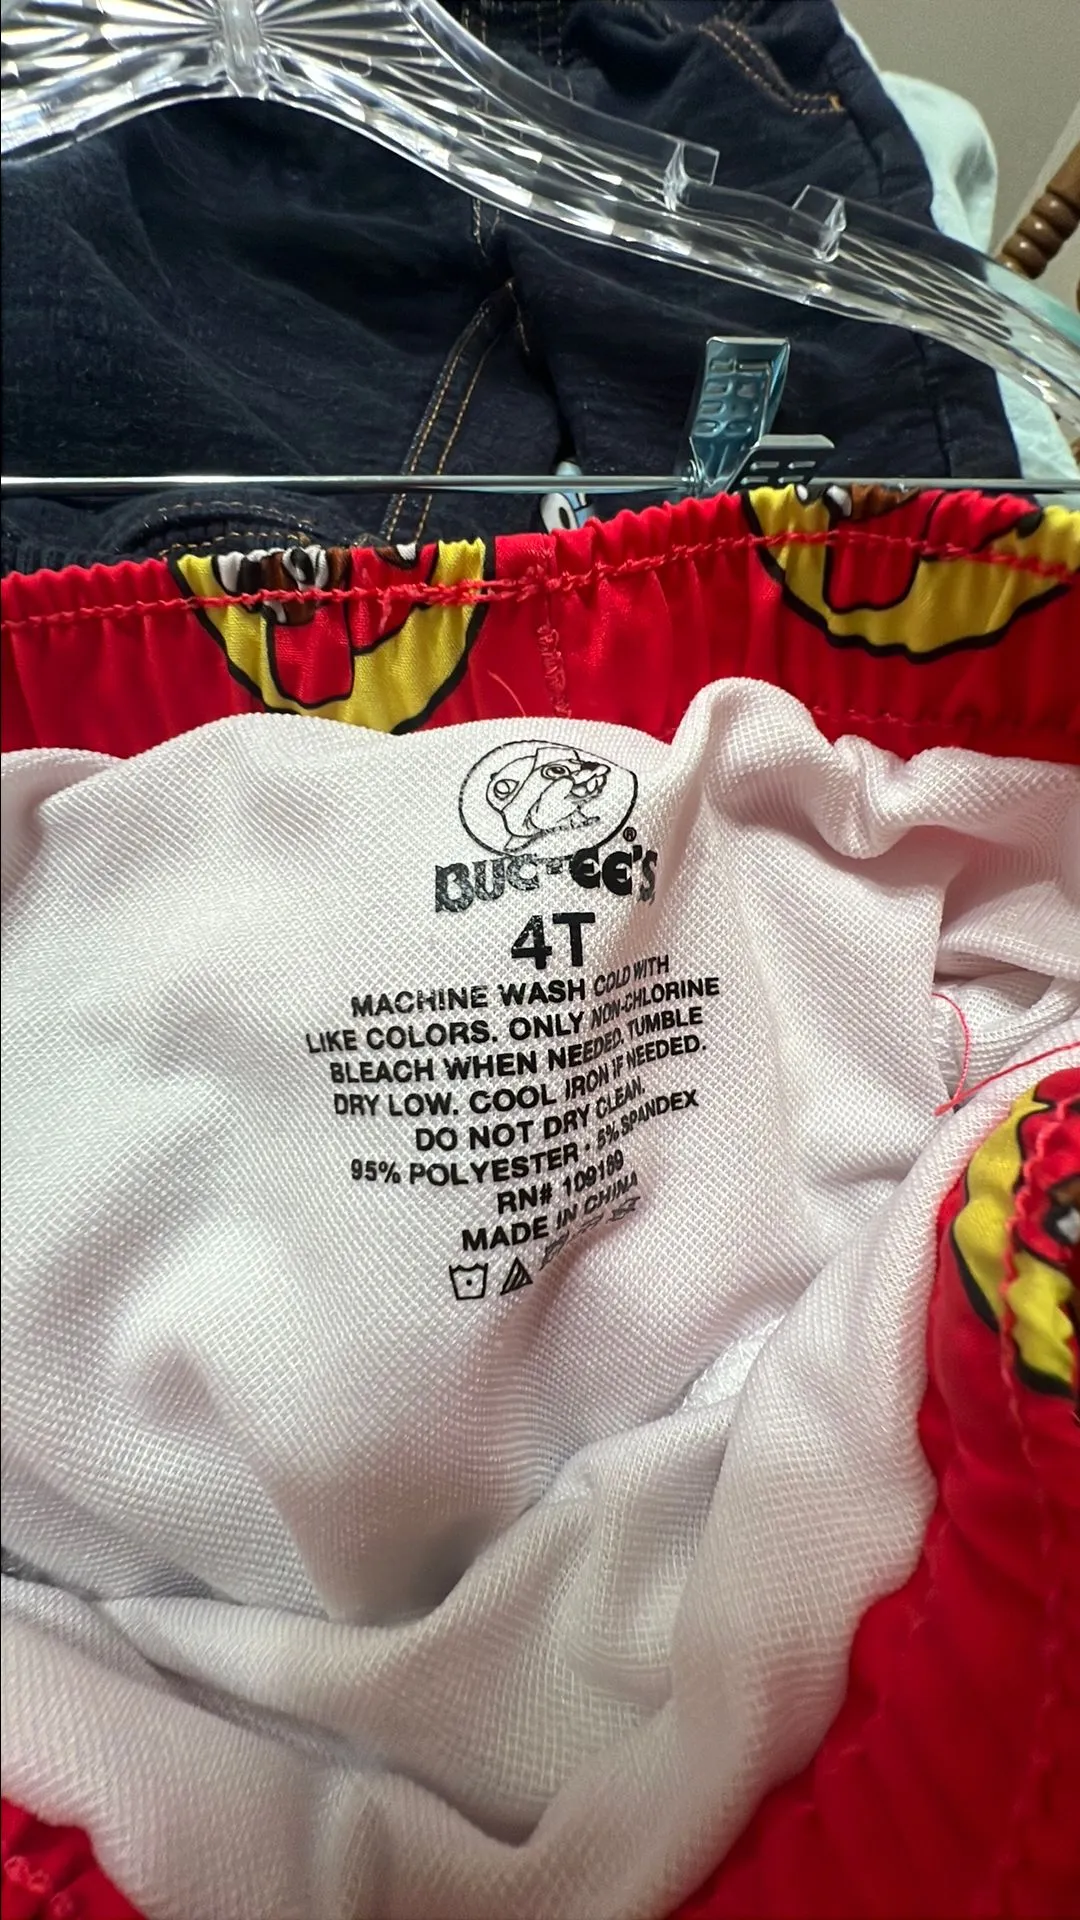 BUC-EE'S®
4T
MACHINE WASH COLD WITH
LIKE COLORS. ONLY NON-CHLORINE
BLEACH WHEN NEEDED. TUMBLE
DRY LOW. COOL IRON IF NEEDED.
DO NOT DRY CLEAN.
95% POLYESTER • 5% SPANDEX
RN# 109189
MADE IN CHINA